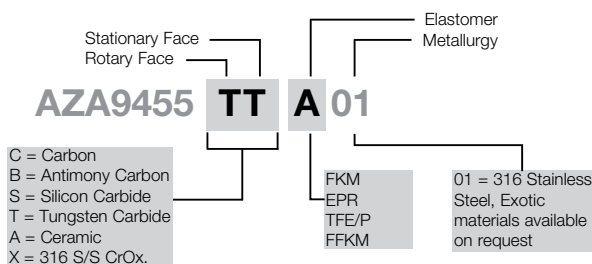 Elastomer
Stationary Face
Metallurgy
Rotary Face
AZA9455 TT A 01
C = Carbon
B = Antimony Carbon
S = Silicon Carbide
T = Tungsten Carbide
A = Ceramic
X = 316 S/S CrOx.
FKM
EPR
TFE/P
FFKM
01 = 316 Stainless
Steel, Exotic
materials available
on request